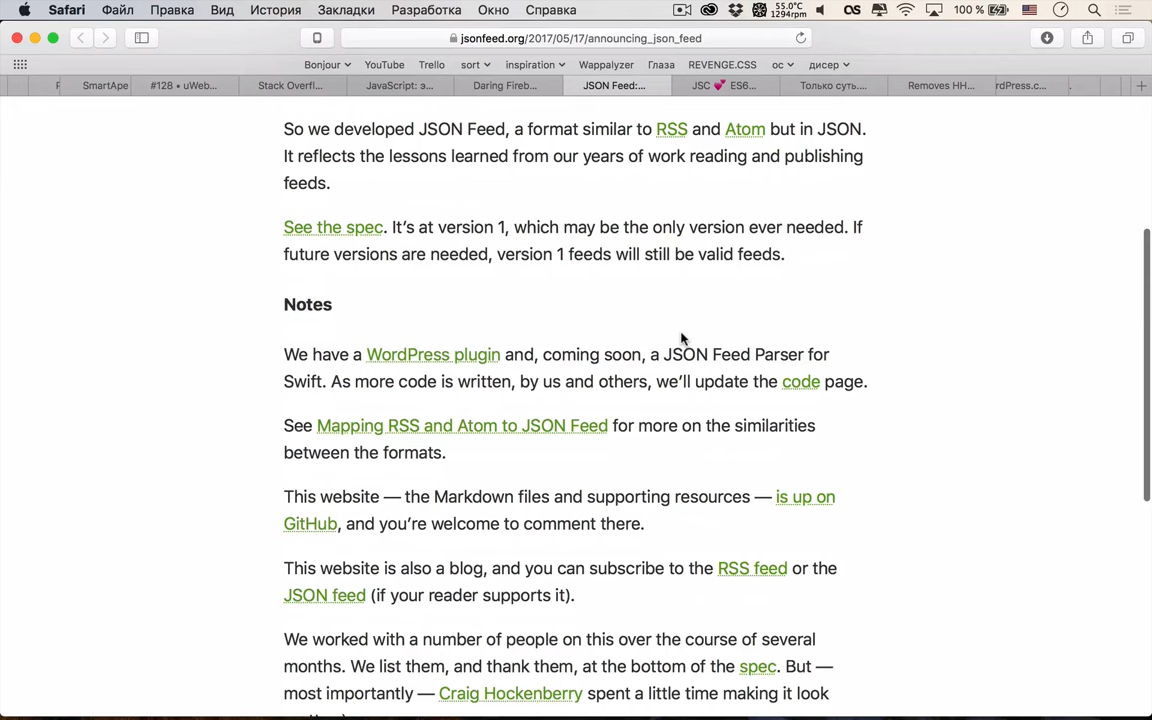 Safari Файл Правка Вид История Закладки Разработка Окно Справка 55.0°C 1294rpm 100 %
jsonfeed.org/2017/05/17/announcing_json_feed
Bonjour YouTube Trello sort inspiration Wappalyzer Глаза REVENGE.CSS ос дисер
SmartApe #128 • uWeb... Stack Overfl... JavaScript: э... Daring Fireb... JSON Feed:... JSC 💕 ES6... Только суть.... Removes HH... rdPress.c...
So we developed JSON Feed, a format similar to RSS and Atom but in JSON.
It reflects the lessons learned from our years of work reading and publishing
feeds.
See the spec. It’s at version 1, which may be the only version ever needed. If
future versions are needed, version 1 feeds will still be valid feeds.
Notes
We have a WordPress plugin and, coming soon, a JSON Feed Parser for
Swift. As more code is written, by us and others, we’ll update the code page.
See Mapping RSS and Atom to JSON Feed for more on the similarities
between the formats.
This website — the Markdown files and supporting resources — is up on
GitHub, and you’re welcome to comment there.
This website is also a blog, and you can subscribe to the RSS feed or the
JSON feed (if your reader supports it).
We worked with a number of people on this over the course of several
months. We list them, and thank them, at the bottom of the spec. But —
most importantly — Craig Hockenberry spent a little time making it look